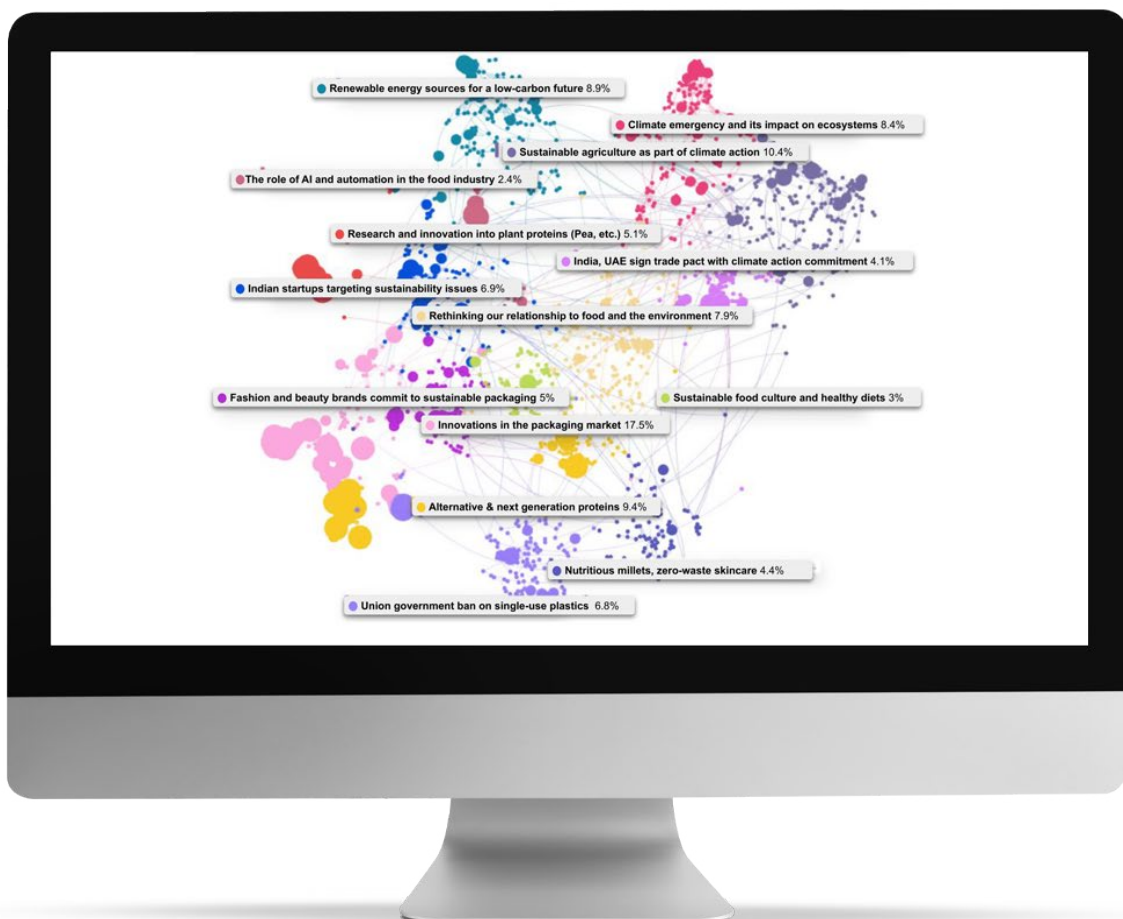 Renewable energy sources for a low-carbon future 8.9%
Climate emergency and its impact on ecosystems 8.4%
Sustainable agriculture as part of climate action 10.4%
The role of AI and automation in the food industry 2.4%
Research and innovation into plant proteins (Pea, etc.) 5.1%
India, UAE sign trade pact with climate action commitment 4.1%
Indian startups targeting sustainability issues 6.9%
Rethinking our relationship to food and the environment 7.9%
Fashion and beauty brands commit to sustainable packaging 5%
Sustainable food culture and healthy diets 3%
Innovations in the packaging market 17.5%
Alternative & next generation proteins 9.4%
Nutritious millets, zero-waste skincare 4.4%
Union government ban on single-use plastics 6.8%